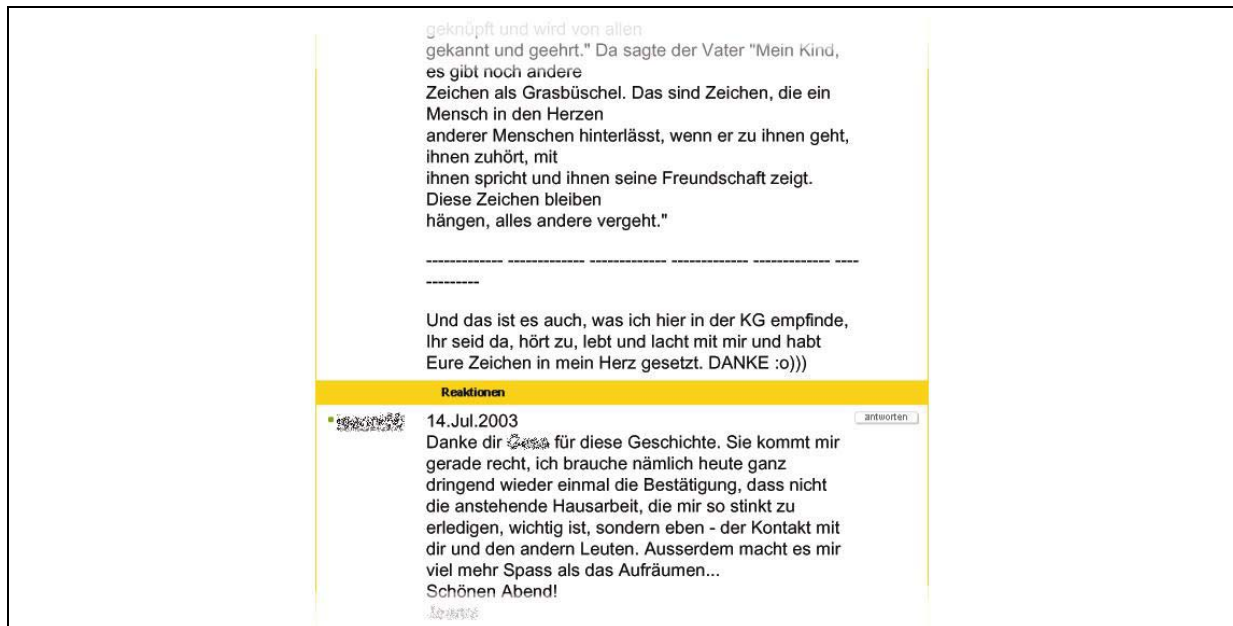 geknüpft und wird von allen
gekannt und geehrt." Da sagte der Vater "Mein Kind,
es gibt noch andere
Zeichen als Grasbüschel. Das sind Zeichen, die ein
Mensch in den Herzen
anderer Menschen hinterlässt, wenn er zu ihnen geht,
ihnen zuhört, mit
ihnen spricht und ihnen seine Freundschaft zeigt.
Diese Zeichen bleiben
hängen, alles andere vergeht."
------------- ------------- ------------- ------------- ------------- ----
---------
Und das ist es auch, was ich hier in der KG empfinde,
Ihr seid da, hört zu, lebt und lacht mit mir und habt
Eure Zeichen in mein Herz gesetzt. DANKE :o)))
Reaktionen
14.Jul.2003 antworten
Danke dir für diese Geschichte. Sie kommt mir
gerade recht, ich brauche nämlich heute ganz
dringend wieder einmal die Bestätigung, dass nicht
die anstehende Hausarbeit, die mir so stinkt zu
erledigen, wichtig ist, sondern eben - der Kontakt mit
dir und den andern Leuten. Ausserdem macht es mir
viel mehr Spass als das Aufräumen...
Schönen Abend!